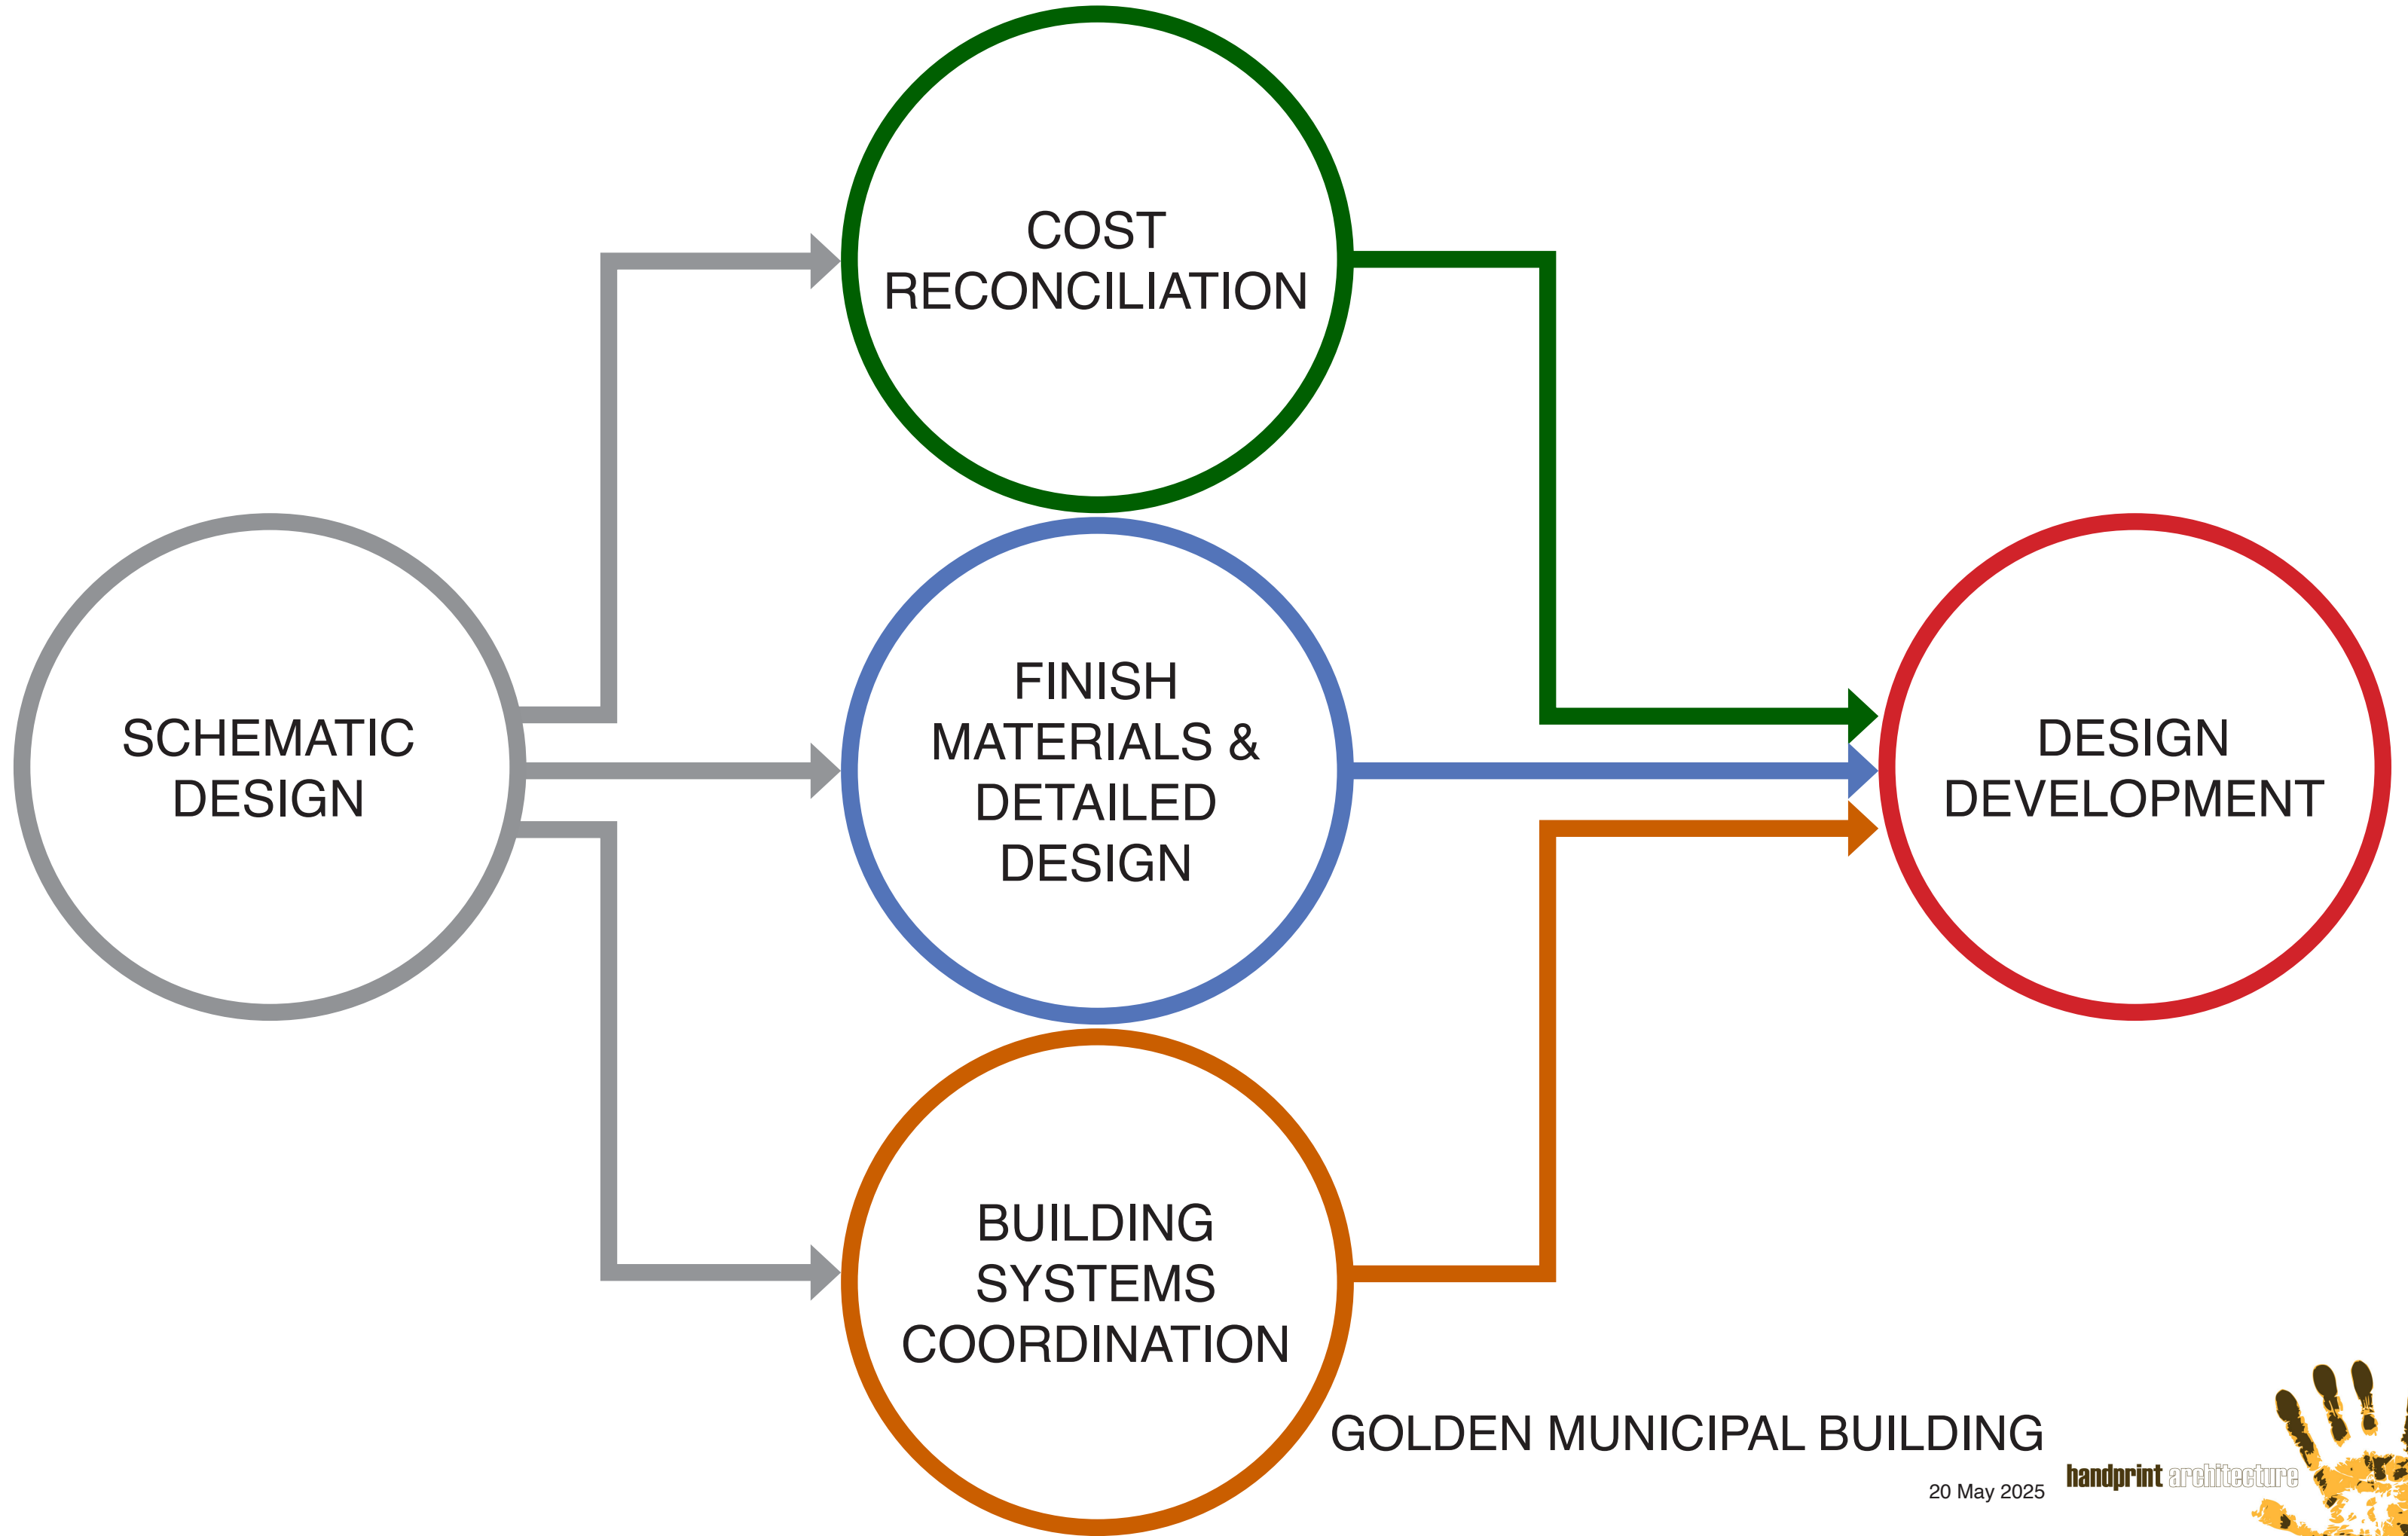 COST
RECONCILIATION
SCHEMATIC
DESIGN
FINISH
MATERIALS &
DETAILED
DESIGN
DESIGN
DEVELOPMENT
BUILDING
SYSTEMS
COORDINATION
GOLDEN MUNICIPAL BUILDING
20 May 2025
handprint architecture